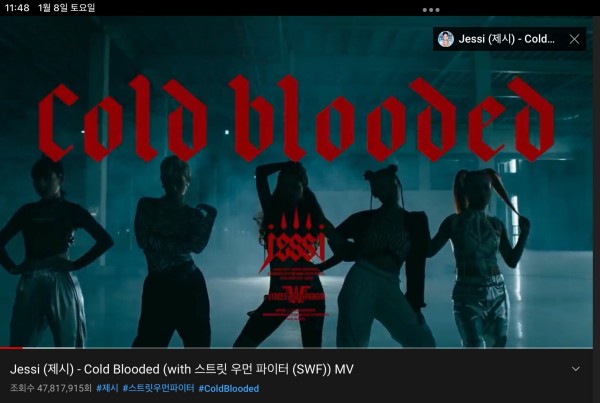 11:48 1월 8일 토요일
Jessi (제시) - Cold...
Cold blooded
jessi
Jessi (제시) - Cold Blooded (with 스트릿 우먼 파이터 (SWF)) MV
조회수 47,817,915회 #제시 #스트릿우먼파이터 #ColdBlooded